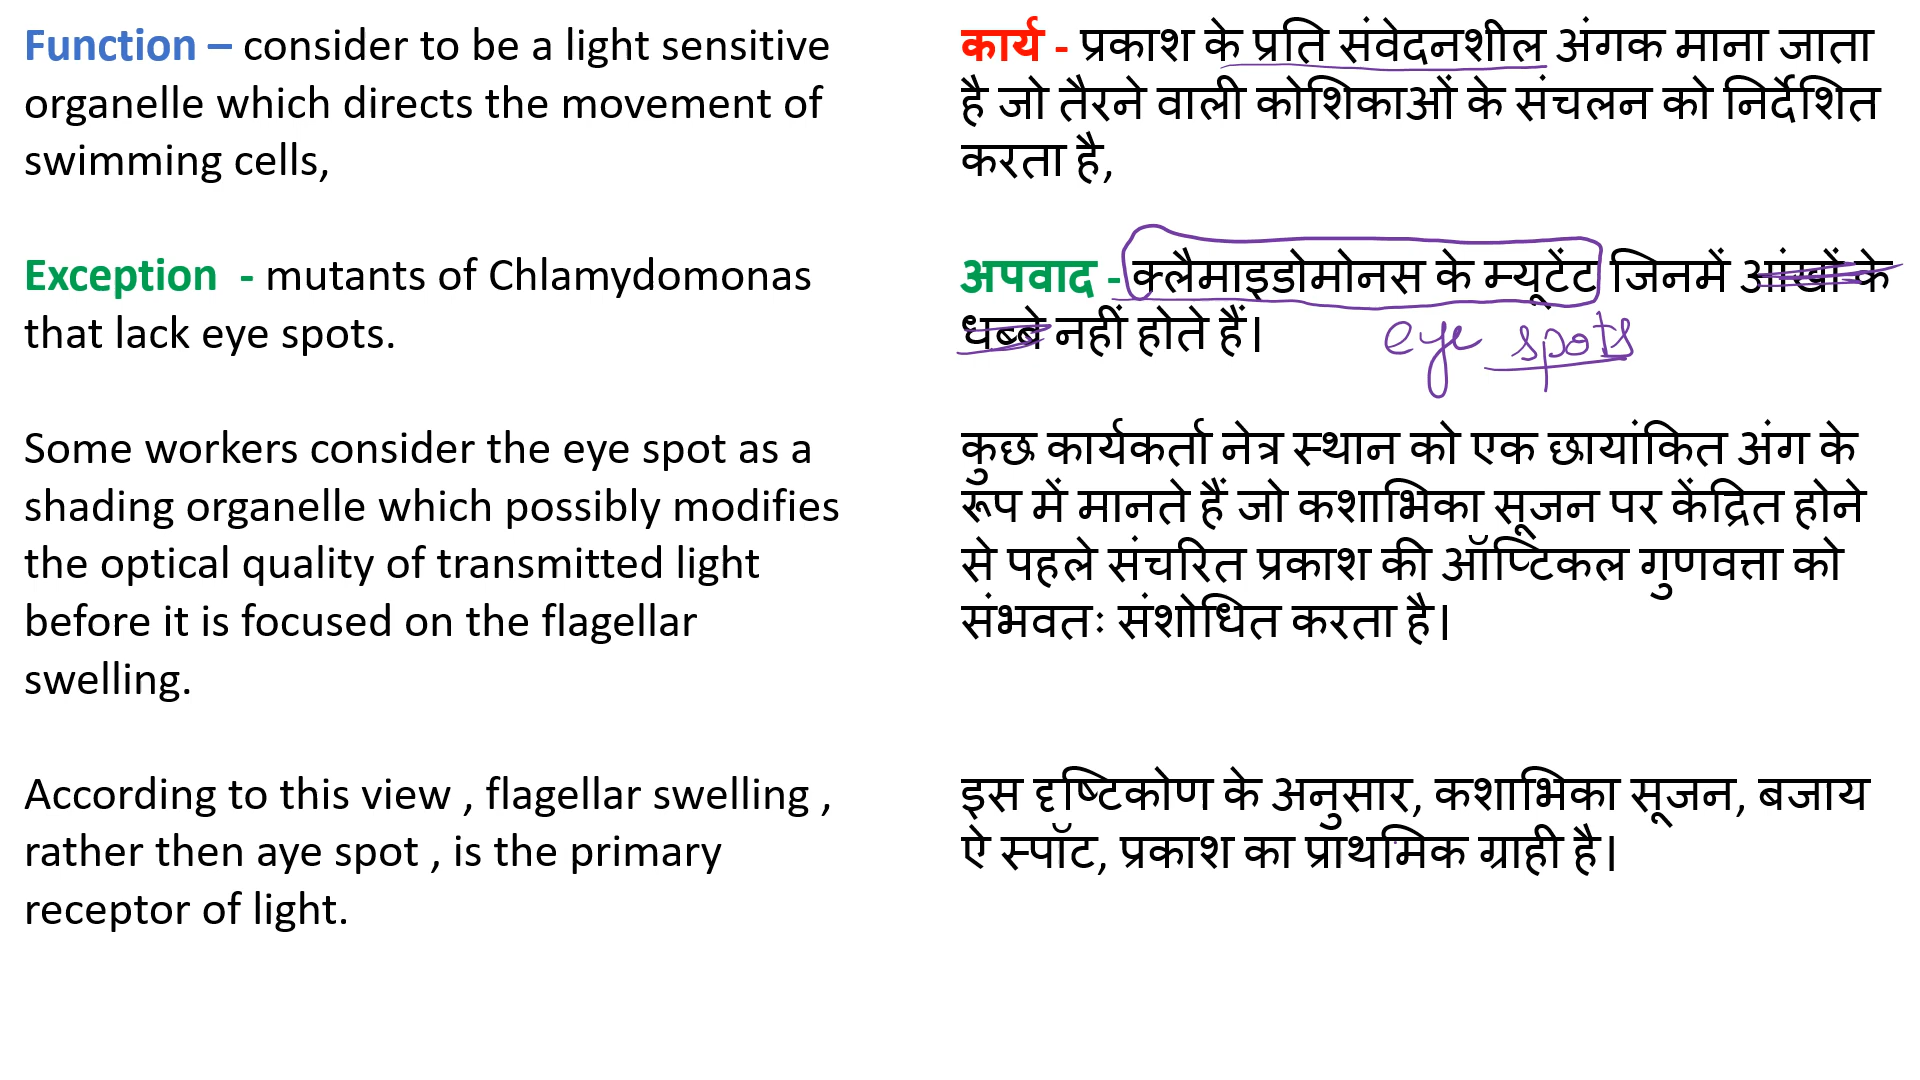 Function – consider to be a light sensitive
organelle which directs the movement of
swimming cells,
Exception - mutants of Chlamydomonas
that lack eye spots.
Some workers consider the eye spot as a
shading organelle which possibly modifies
the optical quality of transmitted light
before it is focused on the flagellar
swelling.
According to this view , flagellar swelling ,
rather then aye spot , is the primary
receptor of light.
कार्य - प्रकाश के प्रति संवेदनशील अंगक माना जाता
है जो तैरने वाली कोशिकाओं के संचलन को निर्देशित
करता है,
अपवाद - क्लैमाइडोमोनस के म्यूटेंट जिनमें आंखों के
धब्बे नहीं होते हैं।
eye spots
कुछ कार्यकर्ता नेत्र स्थान को एक छायांकित अंग के
रूप में मानते हैं जो कशाभिका सूजन पर केंद्रित होने
से पहले संचरित प्रकाश की ऑप्टिकल गुणवत्ता को
संभवतः संशोधित करता है।
इस दृष्टिकोण के अनुसार, कशाभिका सूजन, बजाय
ऐ स्पॉट, प्रकाश का प्राथमिक ग्राही है।